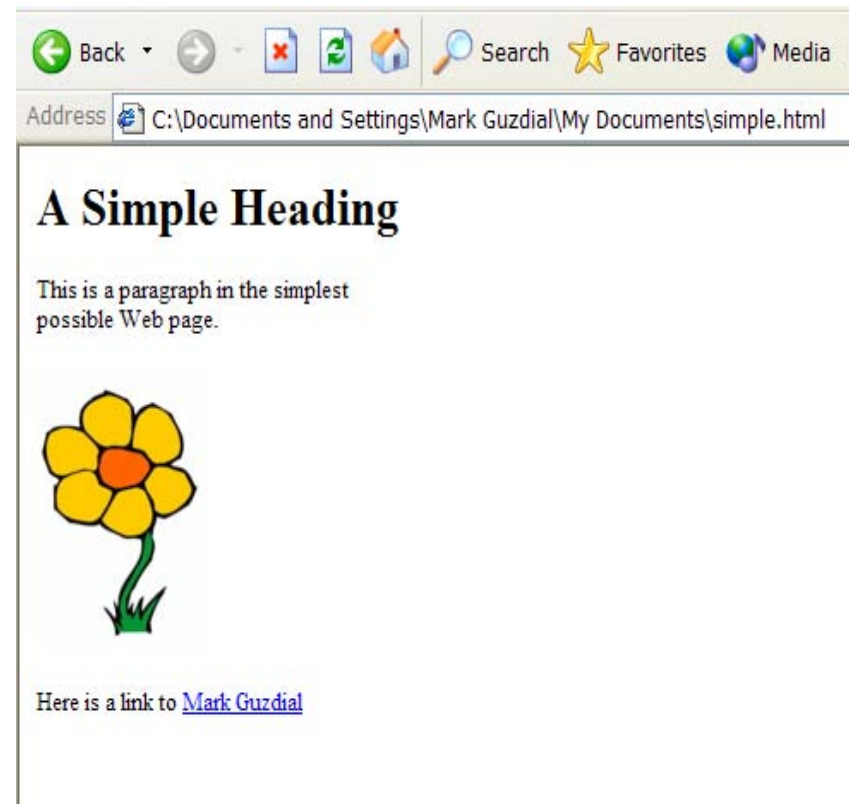 Back Search Favorites Media
Address C:\Documents and Settings\Mark Guzdial\My Documents\simple.html
A Simple Heading
This is a paragraph in the simplest
possible Web page.
Here is a link to Mark Guzdial